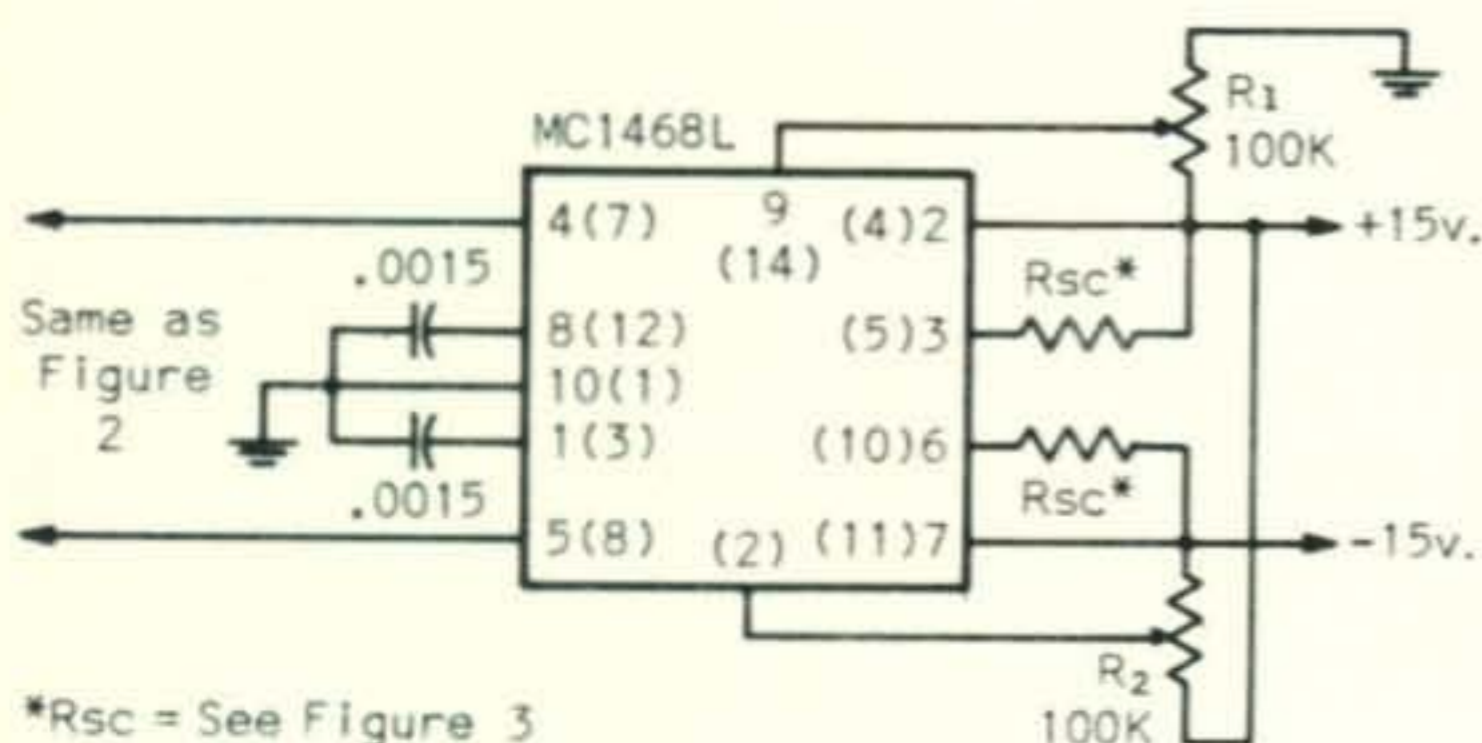 MC1468L
R1
100K
4(7)
9
(14)
(4)2
+15v.
.0015
Rsc*
Same as
Figure
2
8(12)
(5)3
10(1)
1(3)
(10)6
.0015
Rsc*
5(8)
(2)
(11)7
-15v.
R2
100K
*Rsc = See Figure 3